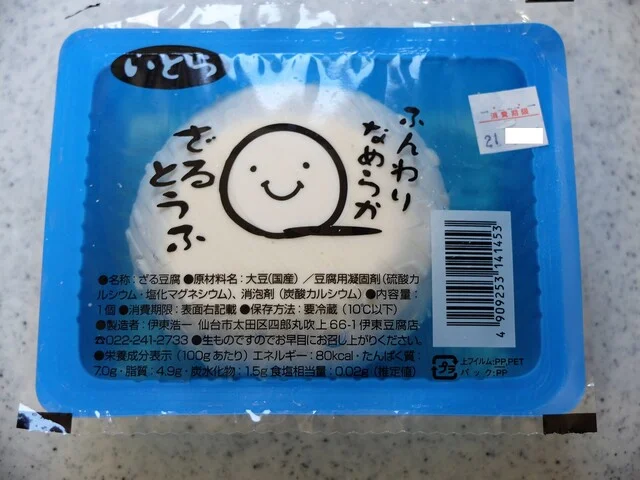 いとう
ふんわり
なめらか
ざる
とうふ
消費期限
21
●名称：ざる豆腐 ●原材料名：大豆(国産) ／豆腐用凝固剤（硫酸カ
ルシウム・塩化マグネシウム）、消泡剤（炭酸カルシウム）●内容量：
1個 ●消費期限：表面右記載 ●保存方法：要冷蔵（10℃以下）
●製造者：伊東浩一 仙台市太田区四郎丸吹上66-1伊東豆腐店
☎022-241-2733 ●生ものですのでお早目にお召し上がりください。
●栄養成分表示（100gあたり）エネルギー：80kcal・たんぱく質：
7.0g・脂質：4.9g・炭水化物：1.5g 食塩相当量：0.02g（推定値）
4 909253 141453
プラ
上フイルム:PP,PET
パック:PP